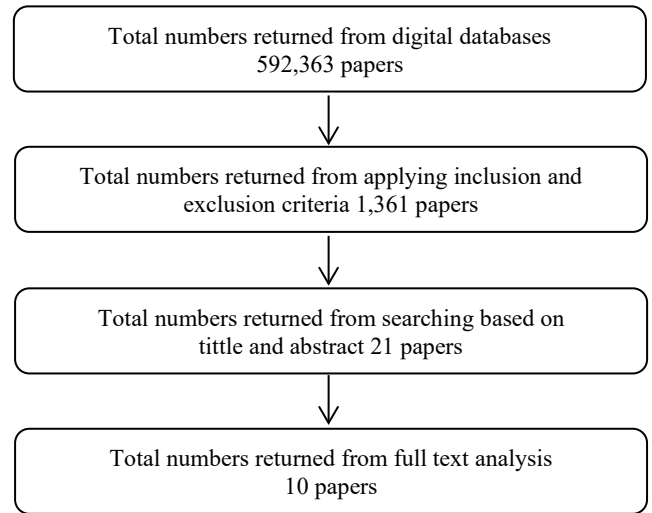 Total numbers returned from digital databases
592,363 papers
Total numbers returned from applying inclusion and
exclusion criteria 1,361 papers
Total numbers returned from searching based on
tittle and abstract 21 papers
Total numbers returned from full text analysis
10 papers